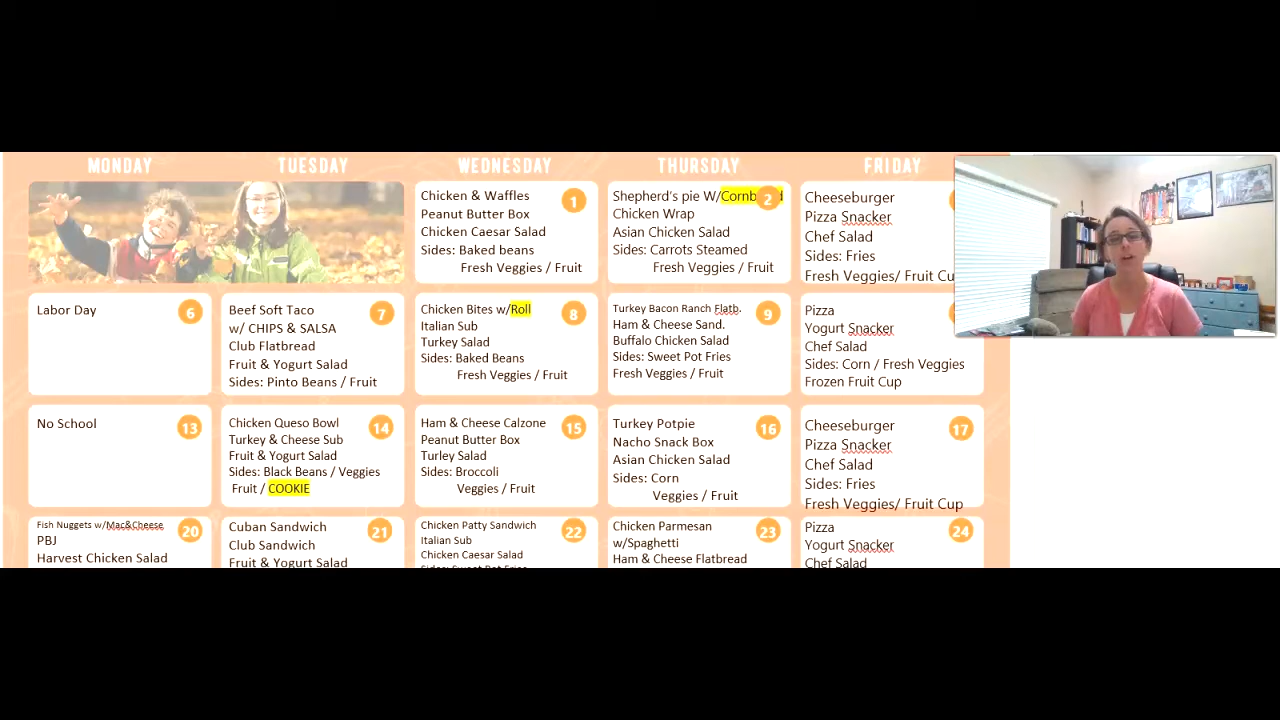 MONDAY
TUESDAY
WEDNESDAY
THURSDAY
FRIDAY
Chicken & Waffles
Peanut Butter Box
Chicken Caesar Salad
Sides: Baked beans
Fresh Veggies / Fruit
1
Shepherd's pie W/
Chicken Wrap
Asian Chicken Salad
Sides: Carrots Steamed
Fresh Veggies / Fruit
2
Cheeseburger
Pizza Snacker
Chef Salad
Sides: Fries
Fresh Veggies/ Fruit
Labor Day
6
Beef Soft Taco
w/ CHIPS & SALSA
Club Flatbread
Fruit & Yogurt Salad
Sides: Pinto Beans / Fruit
7
Chicken Bites w/Roll
Italian Sub
Turkey Salad
Sides: Baked Beans
Fresh Veggies / Fruit
8
Turkey Bacon Ranch Flatb.
Ham & Cheese Sand.
Buffalo Chicken Salad
Sides: Sweet Pot Fries
Fresh Veggies / Fruit
9
Pizza
Yogurt Snacker
Chef Salad
Sides: Corn / Fresh Veggies
Frozen Fruit Cup
No School
13
Chicken Queso Bowl
Turkey & Cheese Sub
Fruit & Yogurt Salad
Sides: Black Beans / Veggies
Fruit / COOKIE
14
Ham & Cheese Calzone
Peanut Butter Box
Turley Salad
Sides: Broccoli
Veggies / Fruit
15
Turkey Potpie
Nacho Snack Box
Asian Chicken Salad
Sides: Corn
Veggies / Fruit
16
Cheeseburger
Pizza Snacker
Chef Salad
Sides: Fries
Fresh Veggies/ Fruit Cup
17
Fish Nuggets w/Mac&Cheese
PBJ
Harvest Chicken Salad
20
Cuban Sandwich
Club Sandwich
Fruit & Yogurt Salad
21
Chicken Patty Sandwich
Italian Sub
Chicken Caesar Salad
Sides: Sweet Pot Fries
22
Chicken Parmesan
w/Spaghetti
Ham & Cheese Flatbread
23
Pizza
Yogurt Snacker
Chef Salad
24